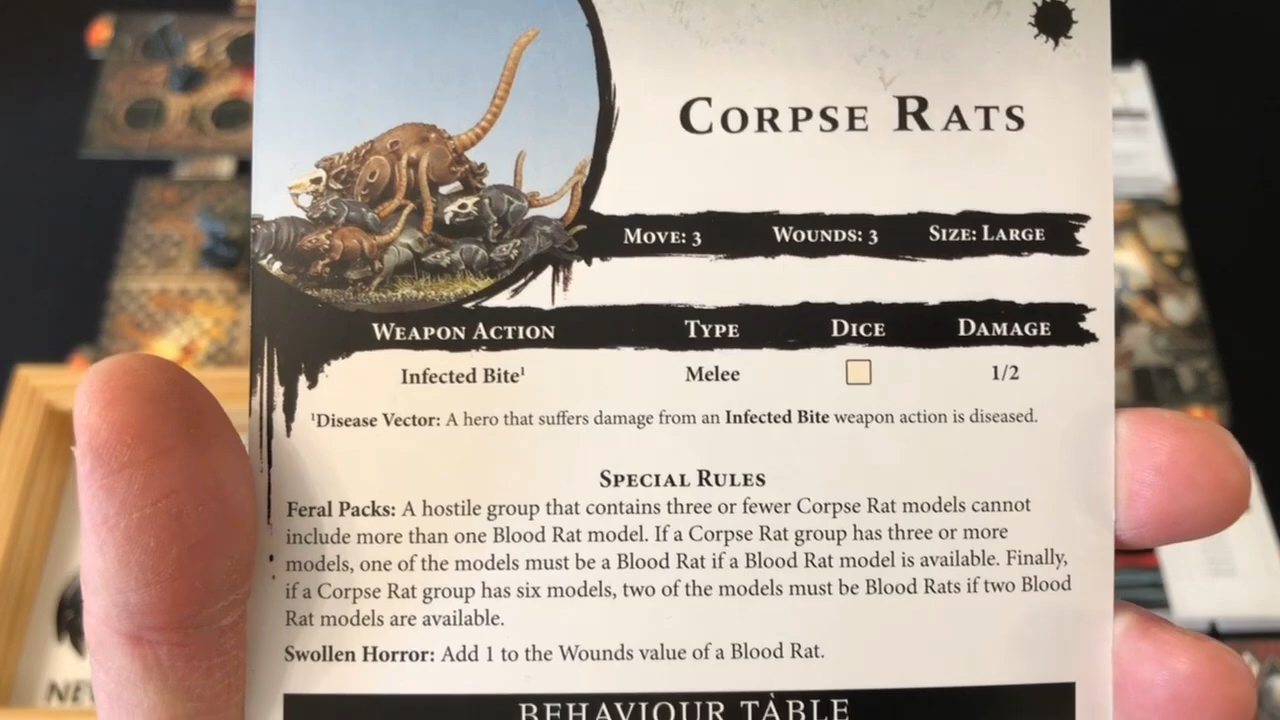 Corpse Rats
Move: 3 Wounds: 3 Size: Large
Weapon Action Type Dice Damage
Infected Bite¹ Melee 1/2
¹Disease Vector: A hero that suffers damage from an Infected Bite weapon action is diseased.
Special Rules
Feral Packs: A hostile group that contains three or fewer Corpse Rat models cannot
include more than one Blood Rat model. If a Corpse Rat group has three or more
models, one of the models must be a Blood Rat if a Blood Rat model is available. Finally,
if a Corpse Rat group has six models, two of the models must be Blood Rats if two Blood
Rat models are available.
Swollen Horror: Add 1 to the Wounds value of a Blood Rat.
BEHAVIOUR TÀBLE